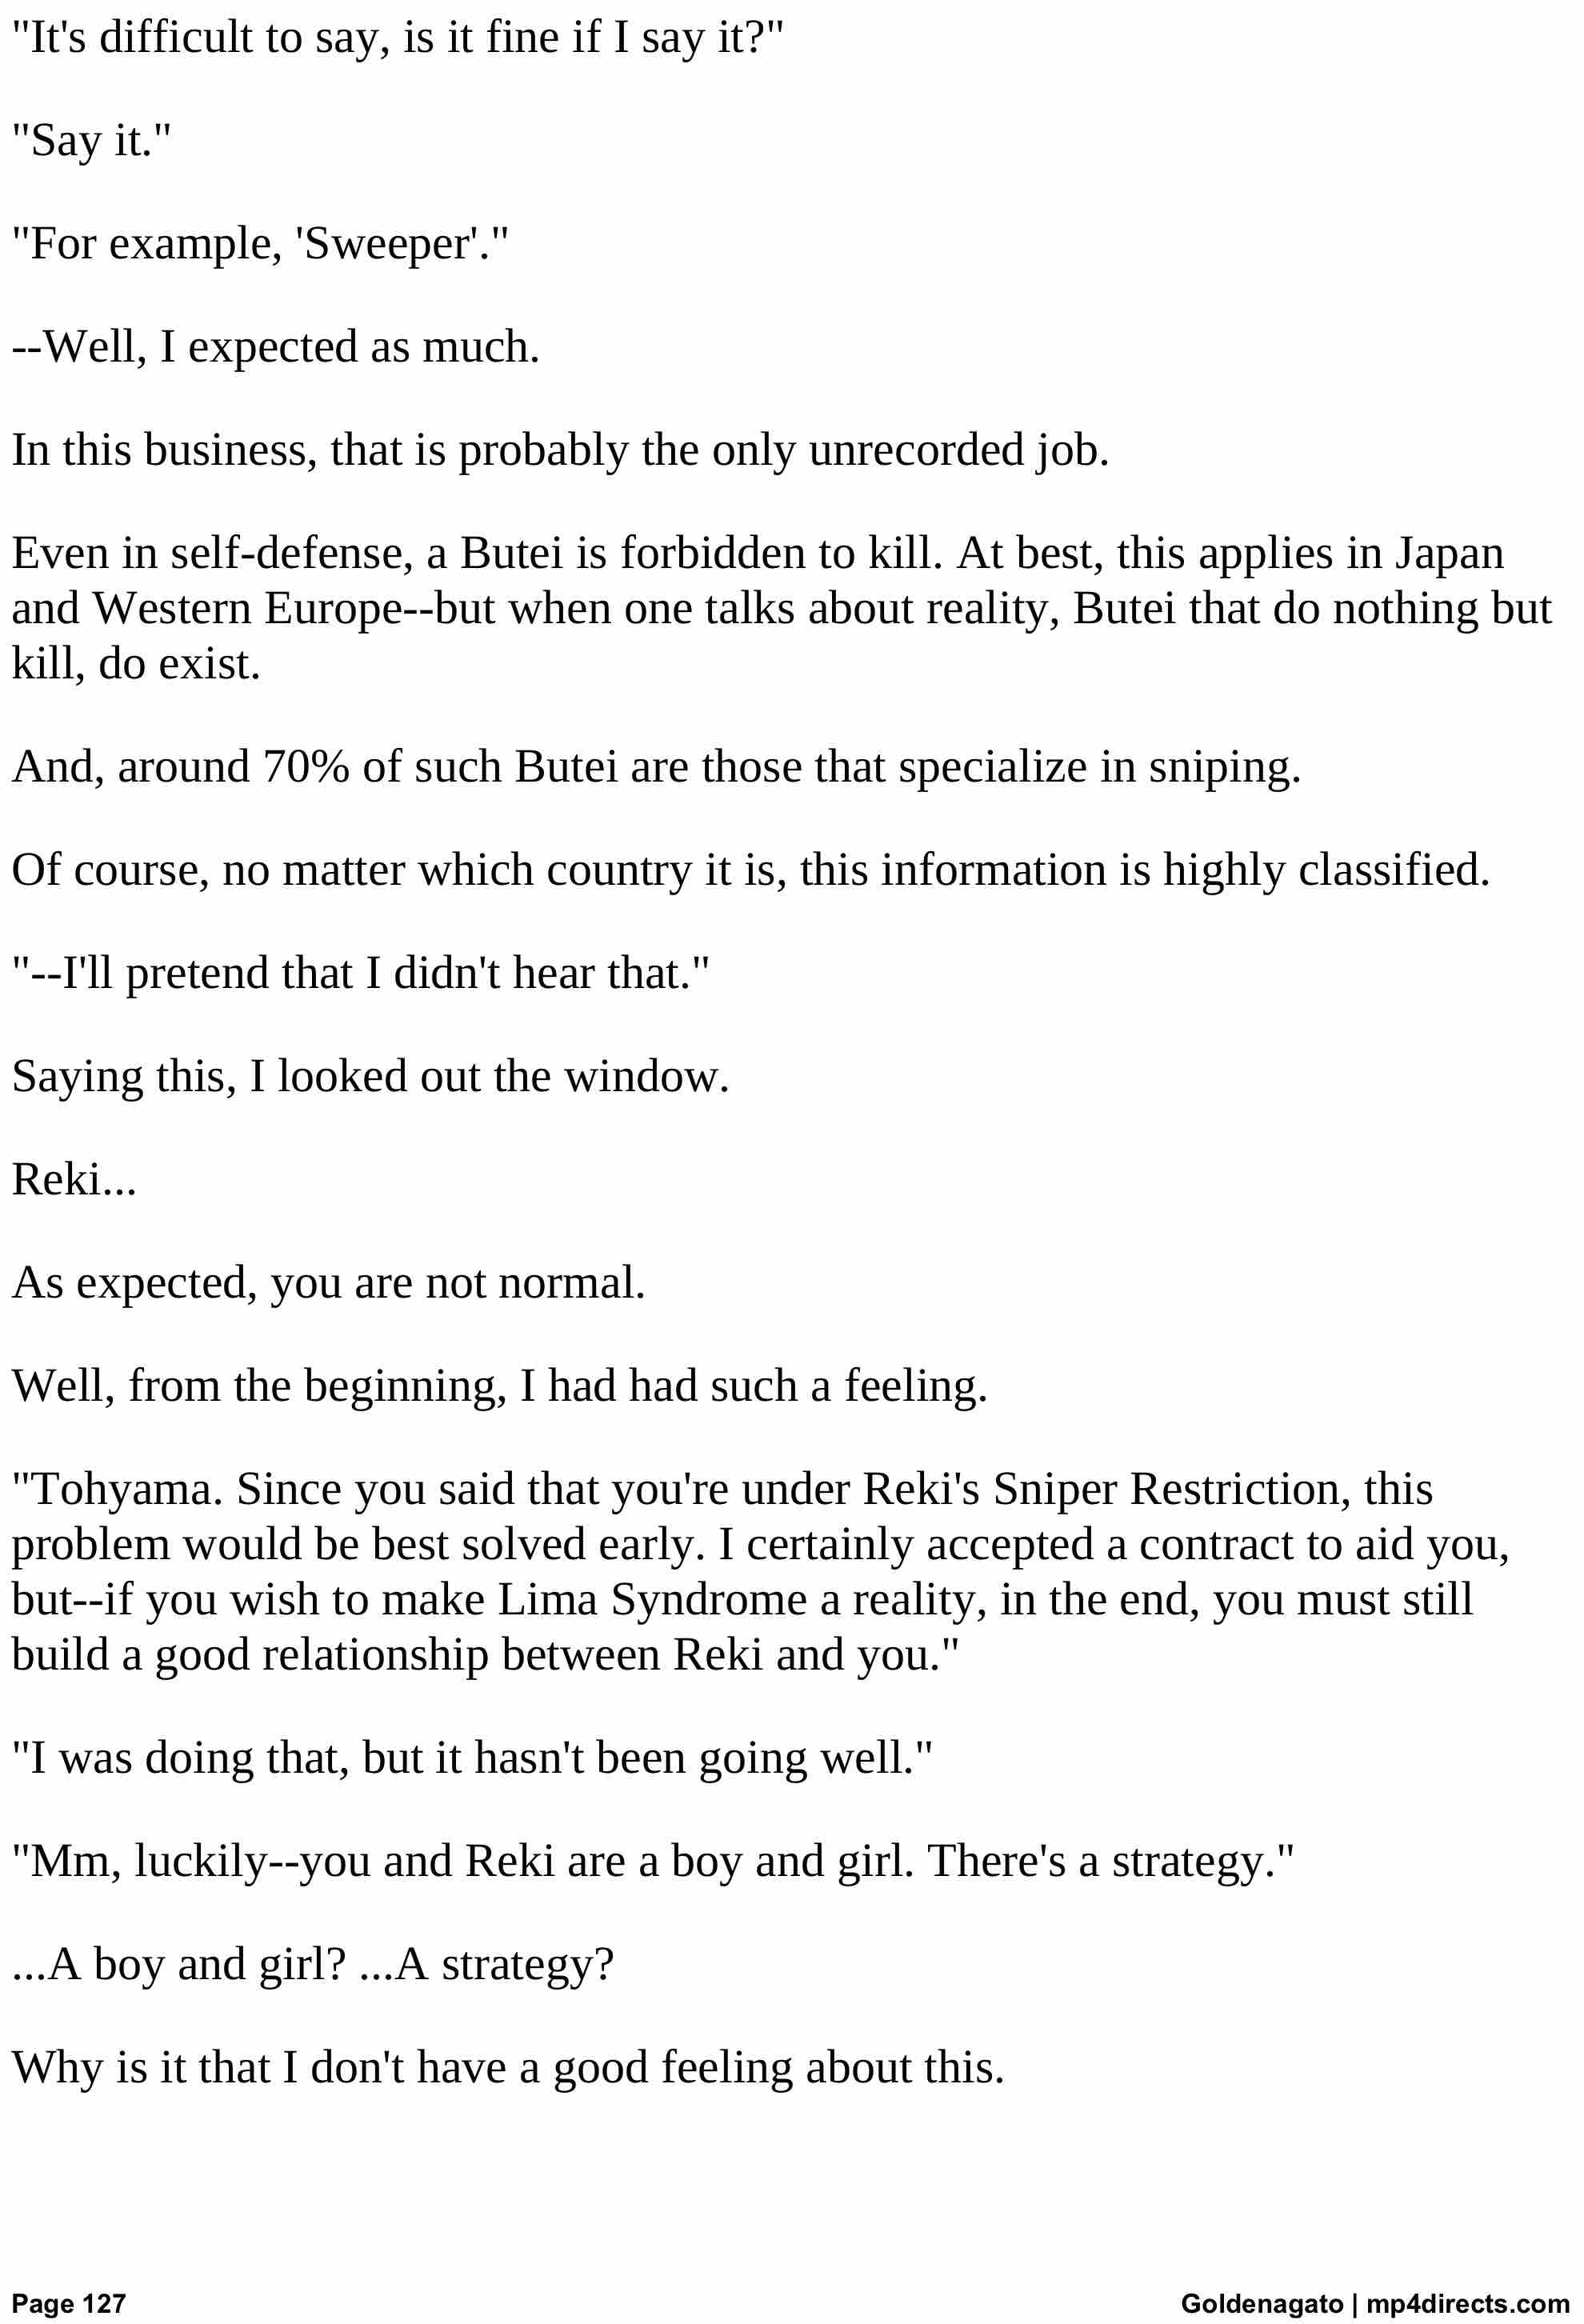 "It's difficult to say, is it fine if I say it?"
"Say it."
"For example, 'Sweeper'."
--Well, I expected as much.
In this business, that is probably the only unrecorded job.
Even in self-defense, a Butei is forbidden to kill. At best, this applies in Japan
and Western Europe--but when one talks about reality, Butei that do nothing but
kill, do exist.
And, around 70% of such Butei are those that specialize in sniping.
Of course, no matter which country it is, this information is highly classified.
"--I'll pretend that I didn't hear that."
Saying this, I looked out the window.
Reki...
As expected, you are not normal.
Well, from the beginning, I had had such a feeling.
"Tohyama. Since you said that you're under Reki's Sniper Restriction, this
problem would be best solved early. I certainly accepted a contract to aid you,
but--if you wish to make Lima Syndrome a reality, in the end, you must still
build a good relationship between Reki and you."
"I was doing that, but it hasn't been going well."
"Mm, luckily--you and Reki are a boy and girl. There's a strategy."
...A boy and girl? ...A strategy?
Why is it that I don't have a good feeling about this.
Page 127
Goldenagato | mp4directs.com